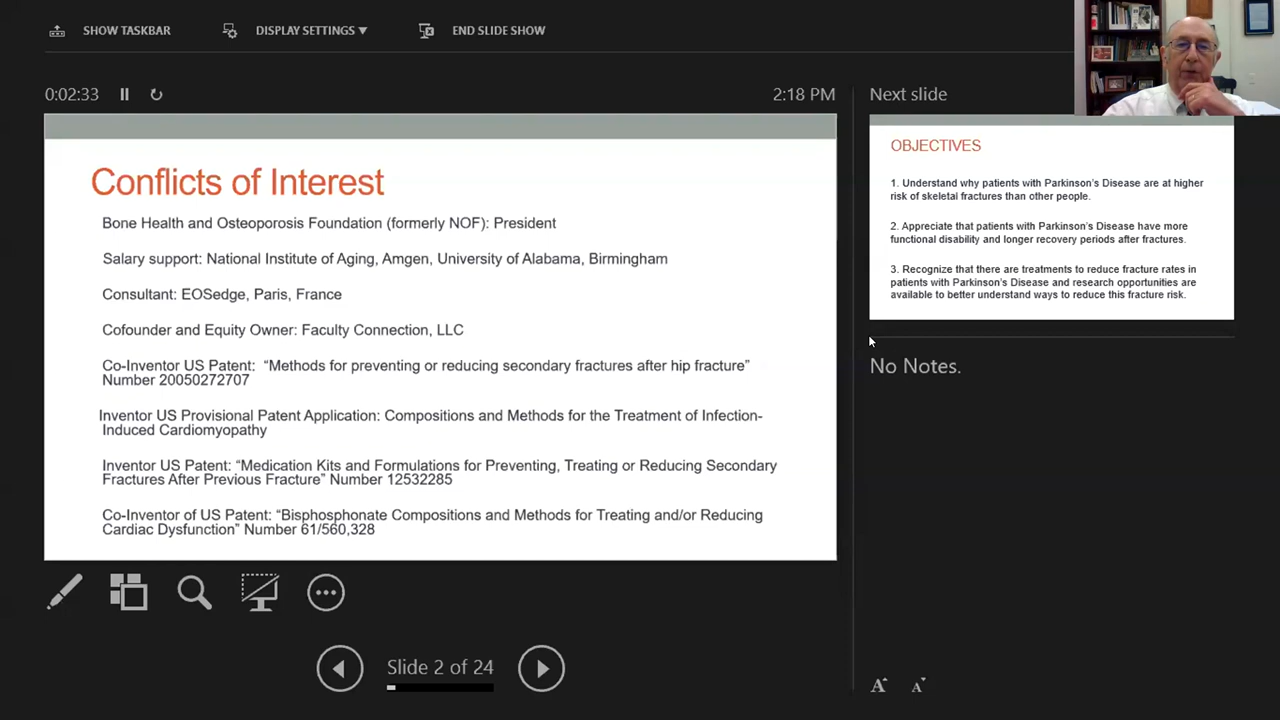 SHOW TASKBAR
DISPLAY SETTINGS ▼
END SLIDE SHOW
0:02:33
2:18 PM
Next slide
Conflicts of Interest
Bone Health and Osteoporosis Foundation (formerly NOF): President
Salary support: National Institute of Aging, Amgen, University of Alabama, Birmingham
Consultant: EOSedge, Paris, France
Cofounder and Equity Owner: Faculty Connection, LLC
Co-Inventor US Patent: “Methods for preventing or reducing secondary fractures after hip fracture”
Number 20050272707
Inventor US Provisional Patent Application: Compositions and Methods for the Treatment of Infection-
Induced Cardiomyopathy
Inventor US Patent: “Medication Kits and Formulations for Preventing, Treating or Reducing Secondary
Fractures After Previous Fracture” Number 12532285
Co-Inventor of US Patent: “Bisphosphonate Compositions and Methods for Treating and/or Reducing
Cardiac Dysfunction” Number 61/560,328
OBJECTIVES
1. Understand why patients with Parkinson’s Disease are at higher
risk of skeletal fractures than other people.
2. Appreciate that patients with Parkinson’s Disease have more
functional disability and longer recovery periods after fractures.
3. Recognize that there are treatments to reduce fracture rates in
patients with Parkinson’s Disease and research opportunities are
available to better understand ways to reduce this fracture risk.
No Notes.
Slide 2 of 24
A
A